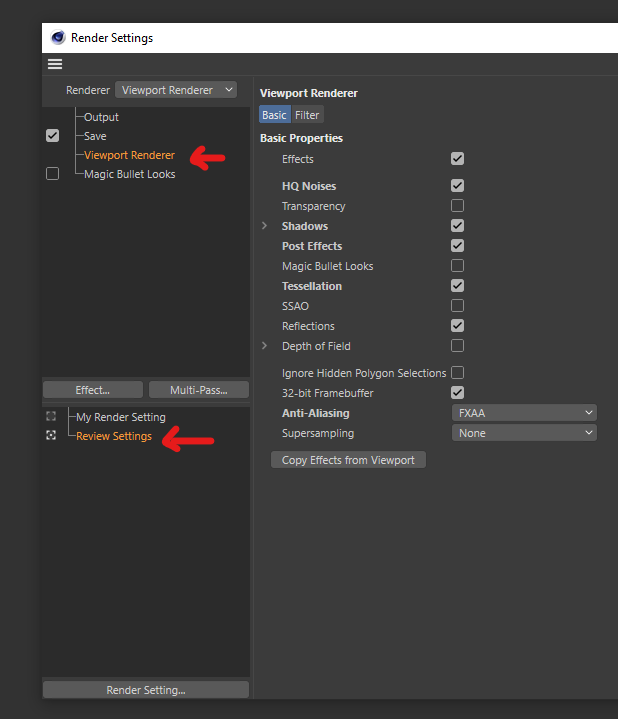 Render Settings
Renderer Viewport Renderer
Output
Save
Viewport Renderer
Magic Bullet Looks
Effect... Multi-Pass...
My Render Setting
Review Settings
Render Setting...
Viewport Renderer
Basic Filter
Basic Properties
Effects
HQ Noises
Transparency
Shadows
Post Effects
Magic Bullet Looks
Tessellation
SSAO
Reflections
Depth of Field
Ignore Hidden Polygon Selections
32-bit Framebuffer
Anti-Aliasing FXAA
Supersampling None
Copy Effects from Viewport